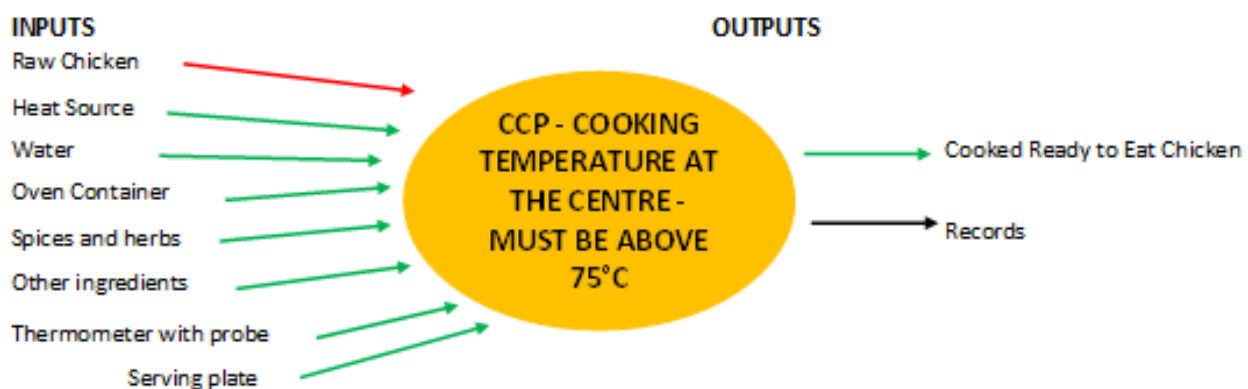 INPUTS
Raw Chicken
Heat Source
Water
Oven Container
Spices and herbs
Other ingredients
Thermometer with probe
Serving plate
CCP - COOKING
TEMPERATURE AT
THE CENTRE -
MUST BE ABOVE
75°C
OUTPUTS
Cooked Ready to Eat Chicken
Records